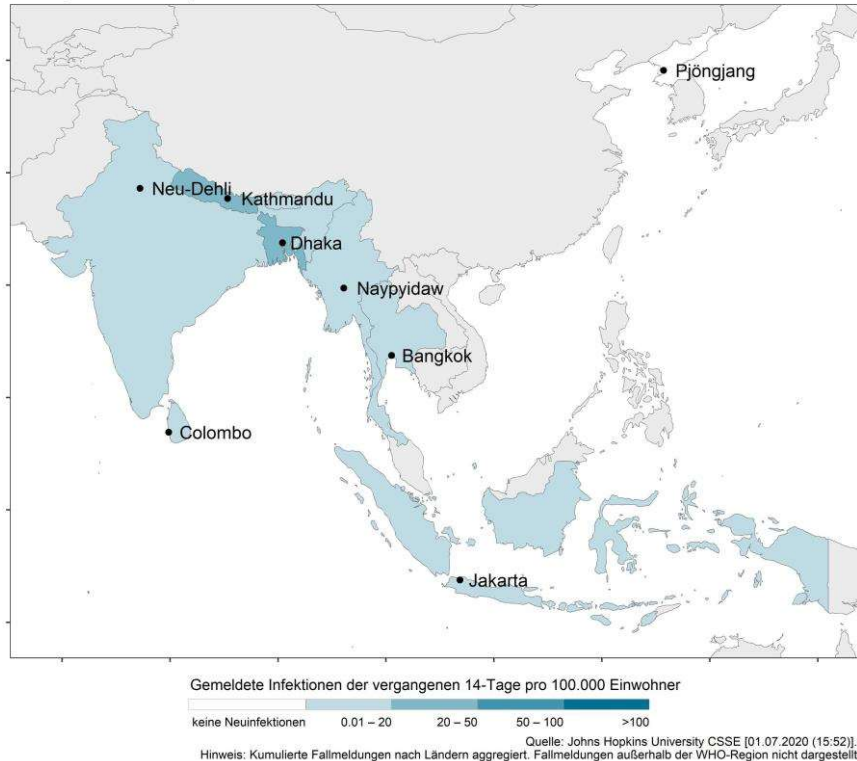 Pjöngjang
Neu-Dehli
Kathmandu
Dhaka
Naypyidaw
Bangkok
Colombo
Jakarta
Gemeldete Infektionen der vergangenen 14-Tage pro 100.000 Einwohner
keine Neuinfektionen 0.01 – 20 20 – 50 50 – 100 >100
Quelle: Johns Hopkins University CSSE [01.07.2020 (15:52)].
Hinweis: Kumulierte Fallmeldungen nach Ländern aggregiert. Fallmeldungen außerhalb der WHO-Region nicht dargestellt